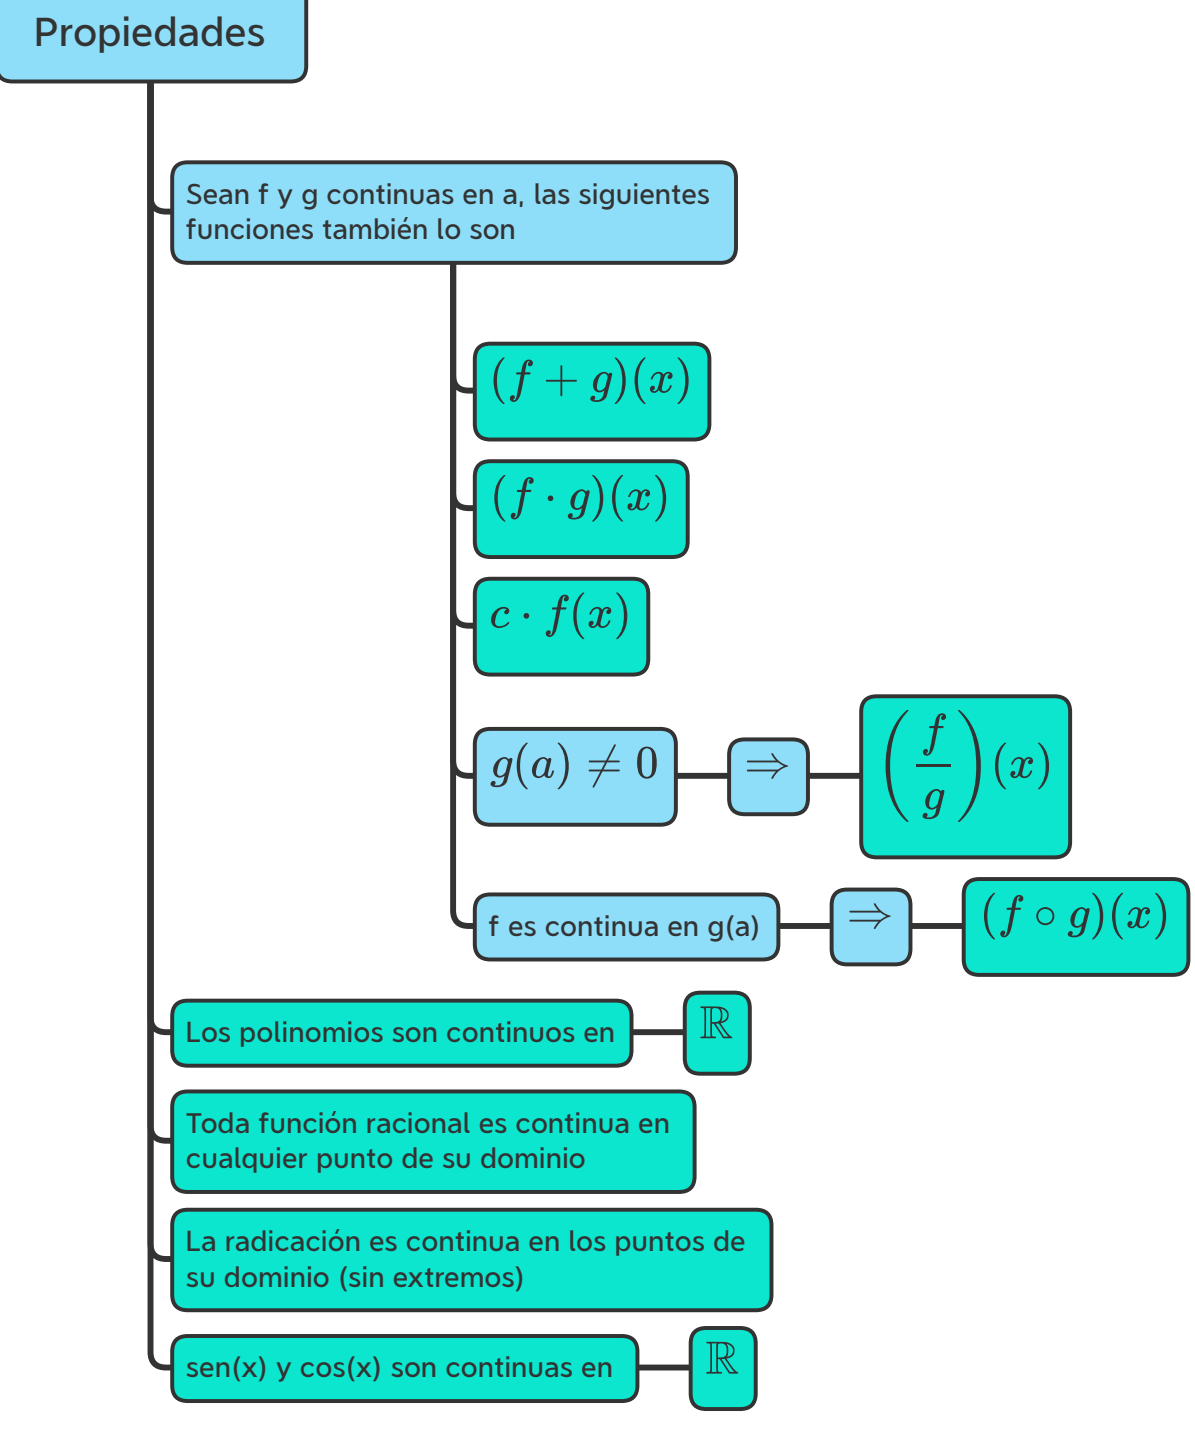 Propiedades
Sean f y g continuas en a, las siguientes
funciones también lo son
(f + g)(x)
(f · g)(x)
c · f(x)
g(a) ≠ 0 ⇒ (f/g)(x)
f es continua en g(a) ⇒ (f ∘ g)(x)
Los polinomios son continuos en ℝ
Toda función racional es continua en
cualquier punto de su dominio
La radicación es continua en los puntos de
su dominio (sin extremos)
sen(x) y cos(x) son continuas en ℝ